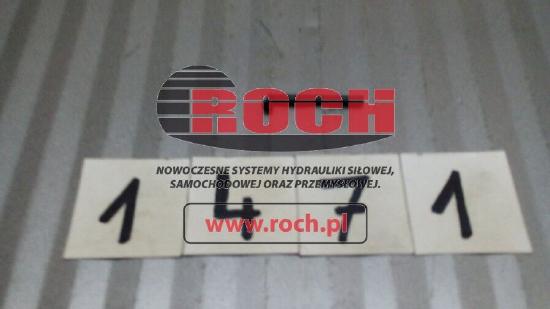 ROCH
NOWOCZESNE SYSTEMY HYDRAULIKI SIŁOWEJ,
SAMOCHODOWEJ ORAZ PRZEMYSŁOWEJ.
1 4 7 1
www.roch.pl